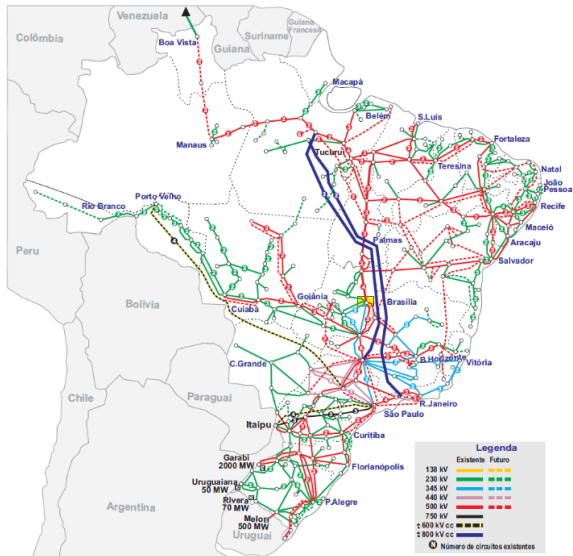 Venezuela
Guiana
Francesa
Suriname
Colômbia
Boa Vista
Guiana
Macapá
Belém
S.Luis
Manaus
Tucuruí
Fortaleza
Teresina
Natal
João
Pessoa
Porto Velho
Rio Branco
Recife
Maceió
Palmas
Aracaju
Peru
Salvador
Goiânia
Brasília
Bolivia
Cuiabá
B.Horizonte
Vitória
C.Grande
Chile
Paraguai
R.Janeiro
São Paulo
Itaipu
Curitiba
Garabi
2000 MW
Florianópolis
Uruguaiana
50 MW
Rivera
70 MW
P.Alegre
Argentina
Melo
500 MW
Uruguai
Legenda
Existente Futuro
138 kV
230 kV
345 kV
440 kV
500 kV
750 kV
±600 kV cc
±800 kV cc
N Número de circuitos existentes